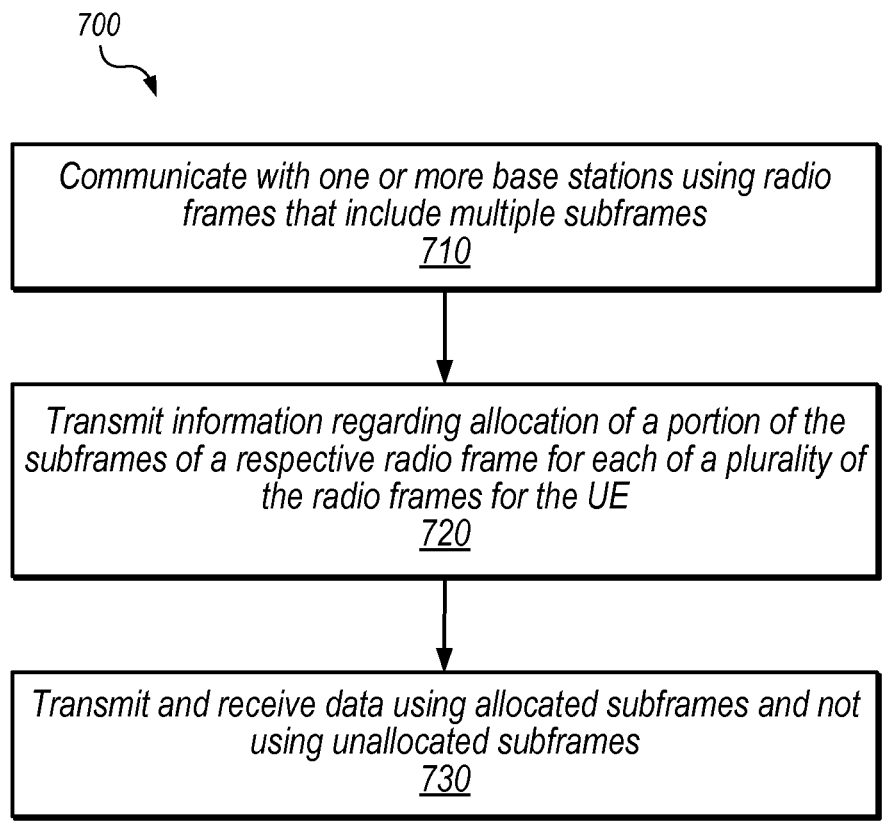 700
Communicate with one or more base stations using radio
frames that include multiple subframes
710
Transmit information regarding allocation of a portion of the
subframes of a respective radio frame for each of a plurality of
the radio frames for the UE
720
Transmit and receive data using allocated subframes and not
using unallocated subframes
730